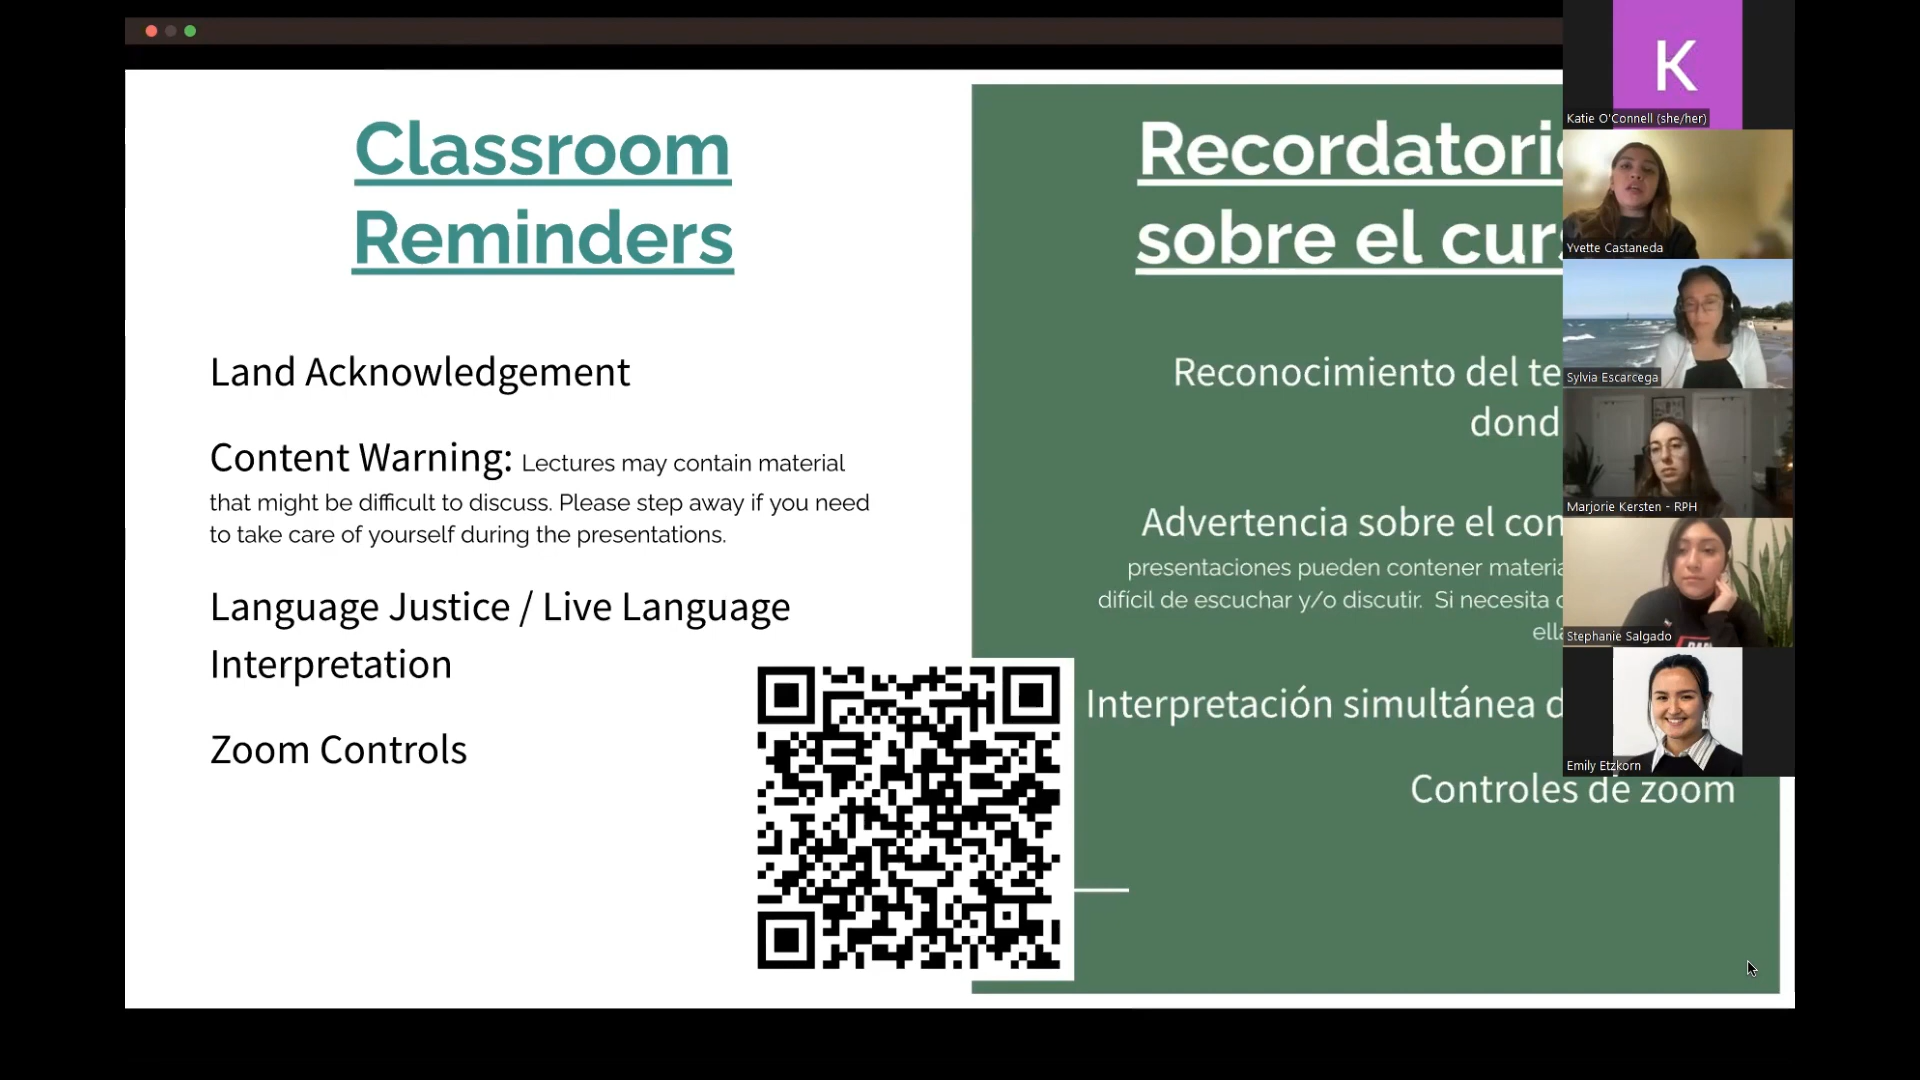 Classroom
Reminders
Land Acknowledgement
Content Warning: Lectures may contain material
that might be difficult to discuss. Please step away if you need
to take care of yourself during the presentations.
Language Justice / Live Language
Interpretation
Zoom Controls
Recordatorio
sobre el curs
Reconocimiento del te
dond
Advertencia sobre el con
presentaciones pueden contener materia
difícil de escuchar y/o discutir. Si necesita
ella
Interpretación simultánea d
Controles de zoom
K
Katie O'Connell (she/her)
Yvette Castaneda
Sylvia Escarcega
Marjorie Kersten - RPH
Stephanie Salgado
Emily Etzkorn